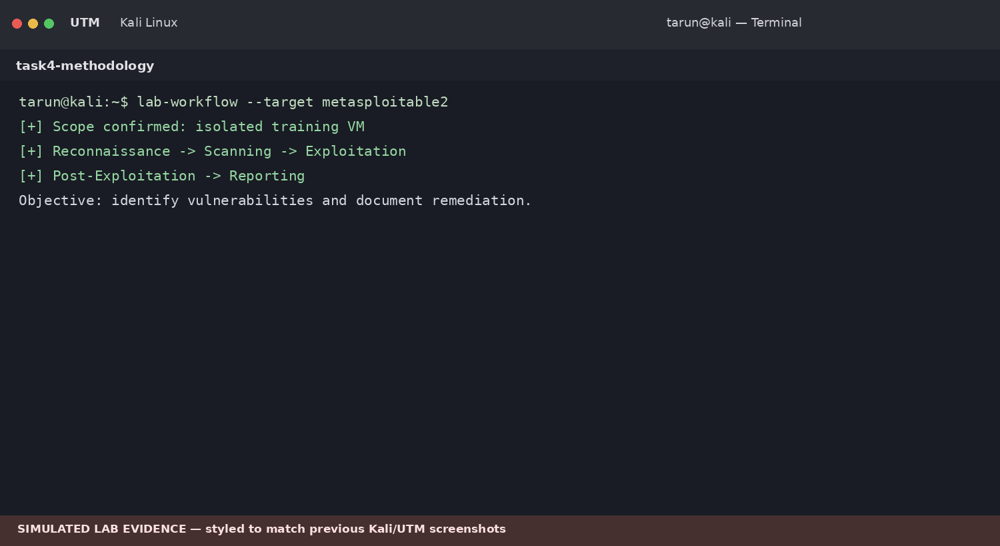 UTM Kali Linux tarun@kali — Terminal
task4-methodology
tarun@kali:~$ lab-workflow --target metasploitable2
[+] Scope confirmed: isolated training VM
[+] Reconnaissance -> Scanning -> Exploitation
[+] Post-Exploitation -> Reporting
Objective: identify vulnerabilities and document remediation.
SIMULATED LAB EVIDENCE — styled to match previous Kali/UTM screenshots